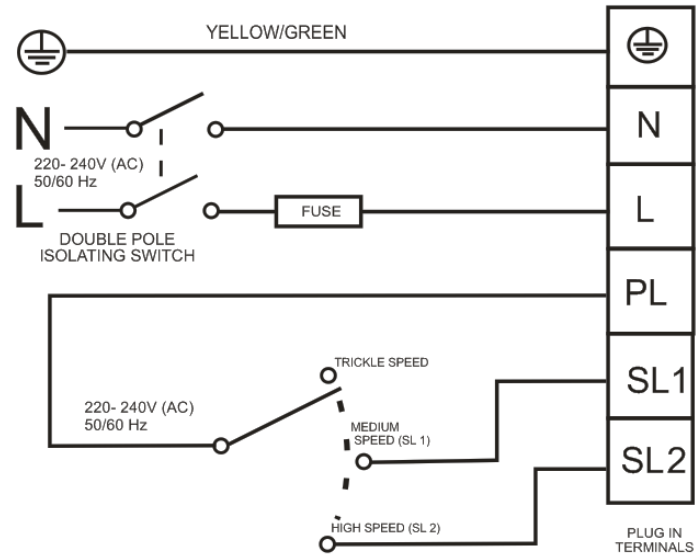 YELLOW/GREEN
N
N
220- 240V (AC)
50/60 Hz
L
FUSE
L
DOUBLE POLE
ISOLATING SWITCH
PL
TRICKLE SPEED
SL1
220- 240V (AC)
50/60 Hz
MEDIUM
SPEED (SL 1)
SL2
HIGH SPEED (SL 2)
PLUG IN
TERMINALS